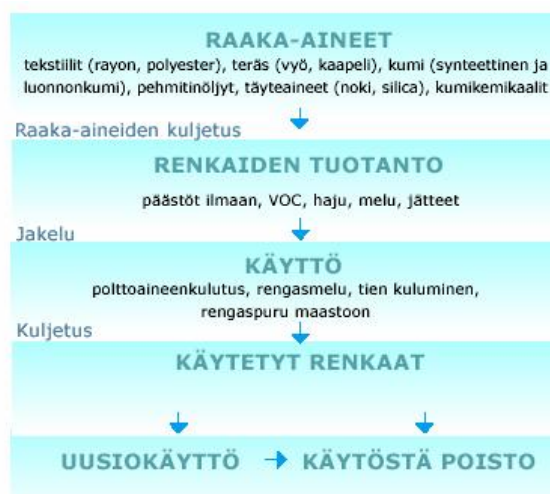 RAAKA-AINEET
tekstiilit (rayon, polyester), teräs (vyö, kaapeli), kumi (synteettinen ja
luonnonkumi), pehmitinöljyt, täyteaineet (noki, silica), kumikemikaalit
Raaka-aineiden kuljetus
RENKAIDEN TUOTANTO
päästöt ilmaan, VOC, haju, melu, jätteet
Jakelu
KÄYTTÖ
polttoaineenkulutus, rengasmelu, tien kuluminen,
rengaspuru maastoon
Kuljetus
KÄYTETYT RENKAAT
UUSIOKÄYTTÖ
KÄYTÖSTÄ POISTO